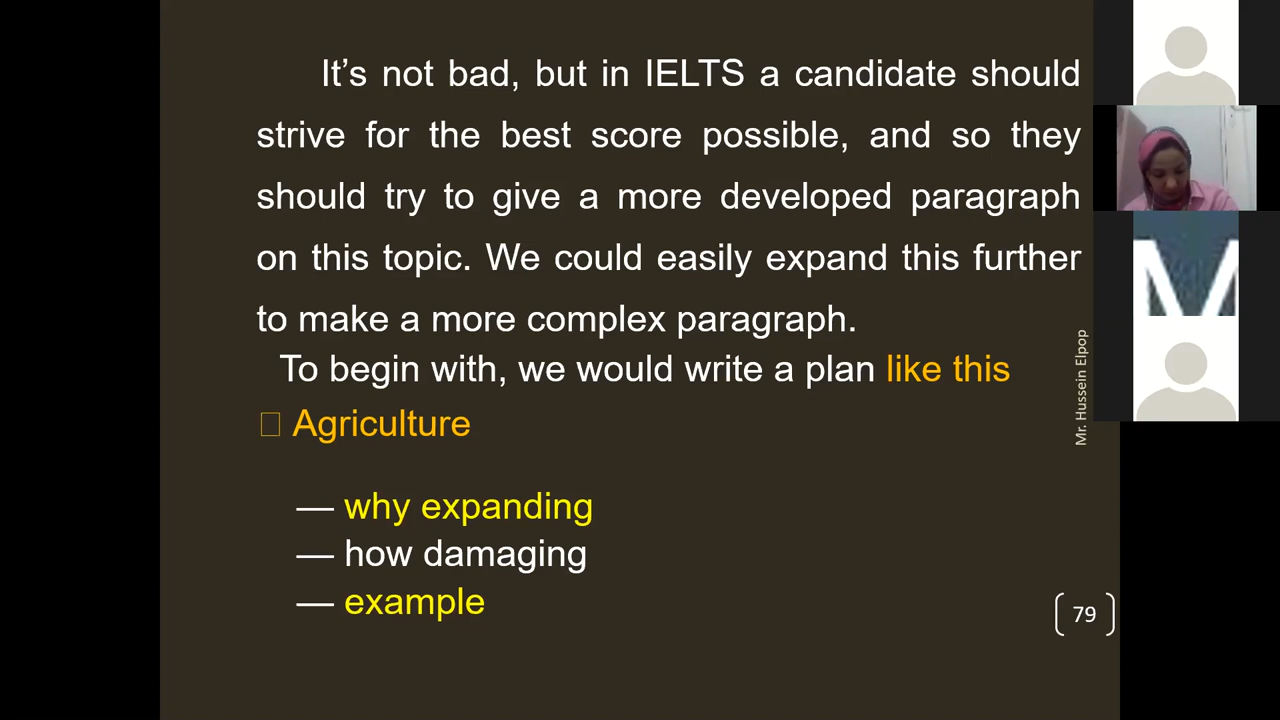 It’s not bad, but in IELTS a candidate should
strive for the best score possible, and so they
should try to give a more developed paragraph
on this topic. We could easily expand this further
to make a more complex paragraph.
To begin with, we would write a plan like this
Agriculture
— why expanding
— how damaging
— example
79
Mr. Hussein Elpop
M